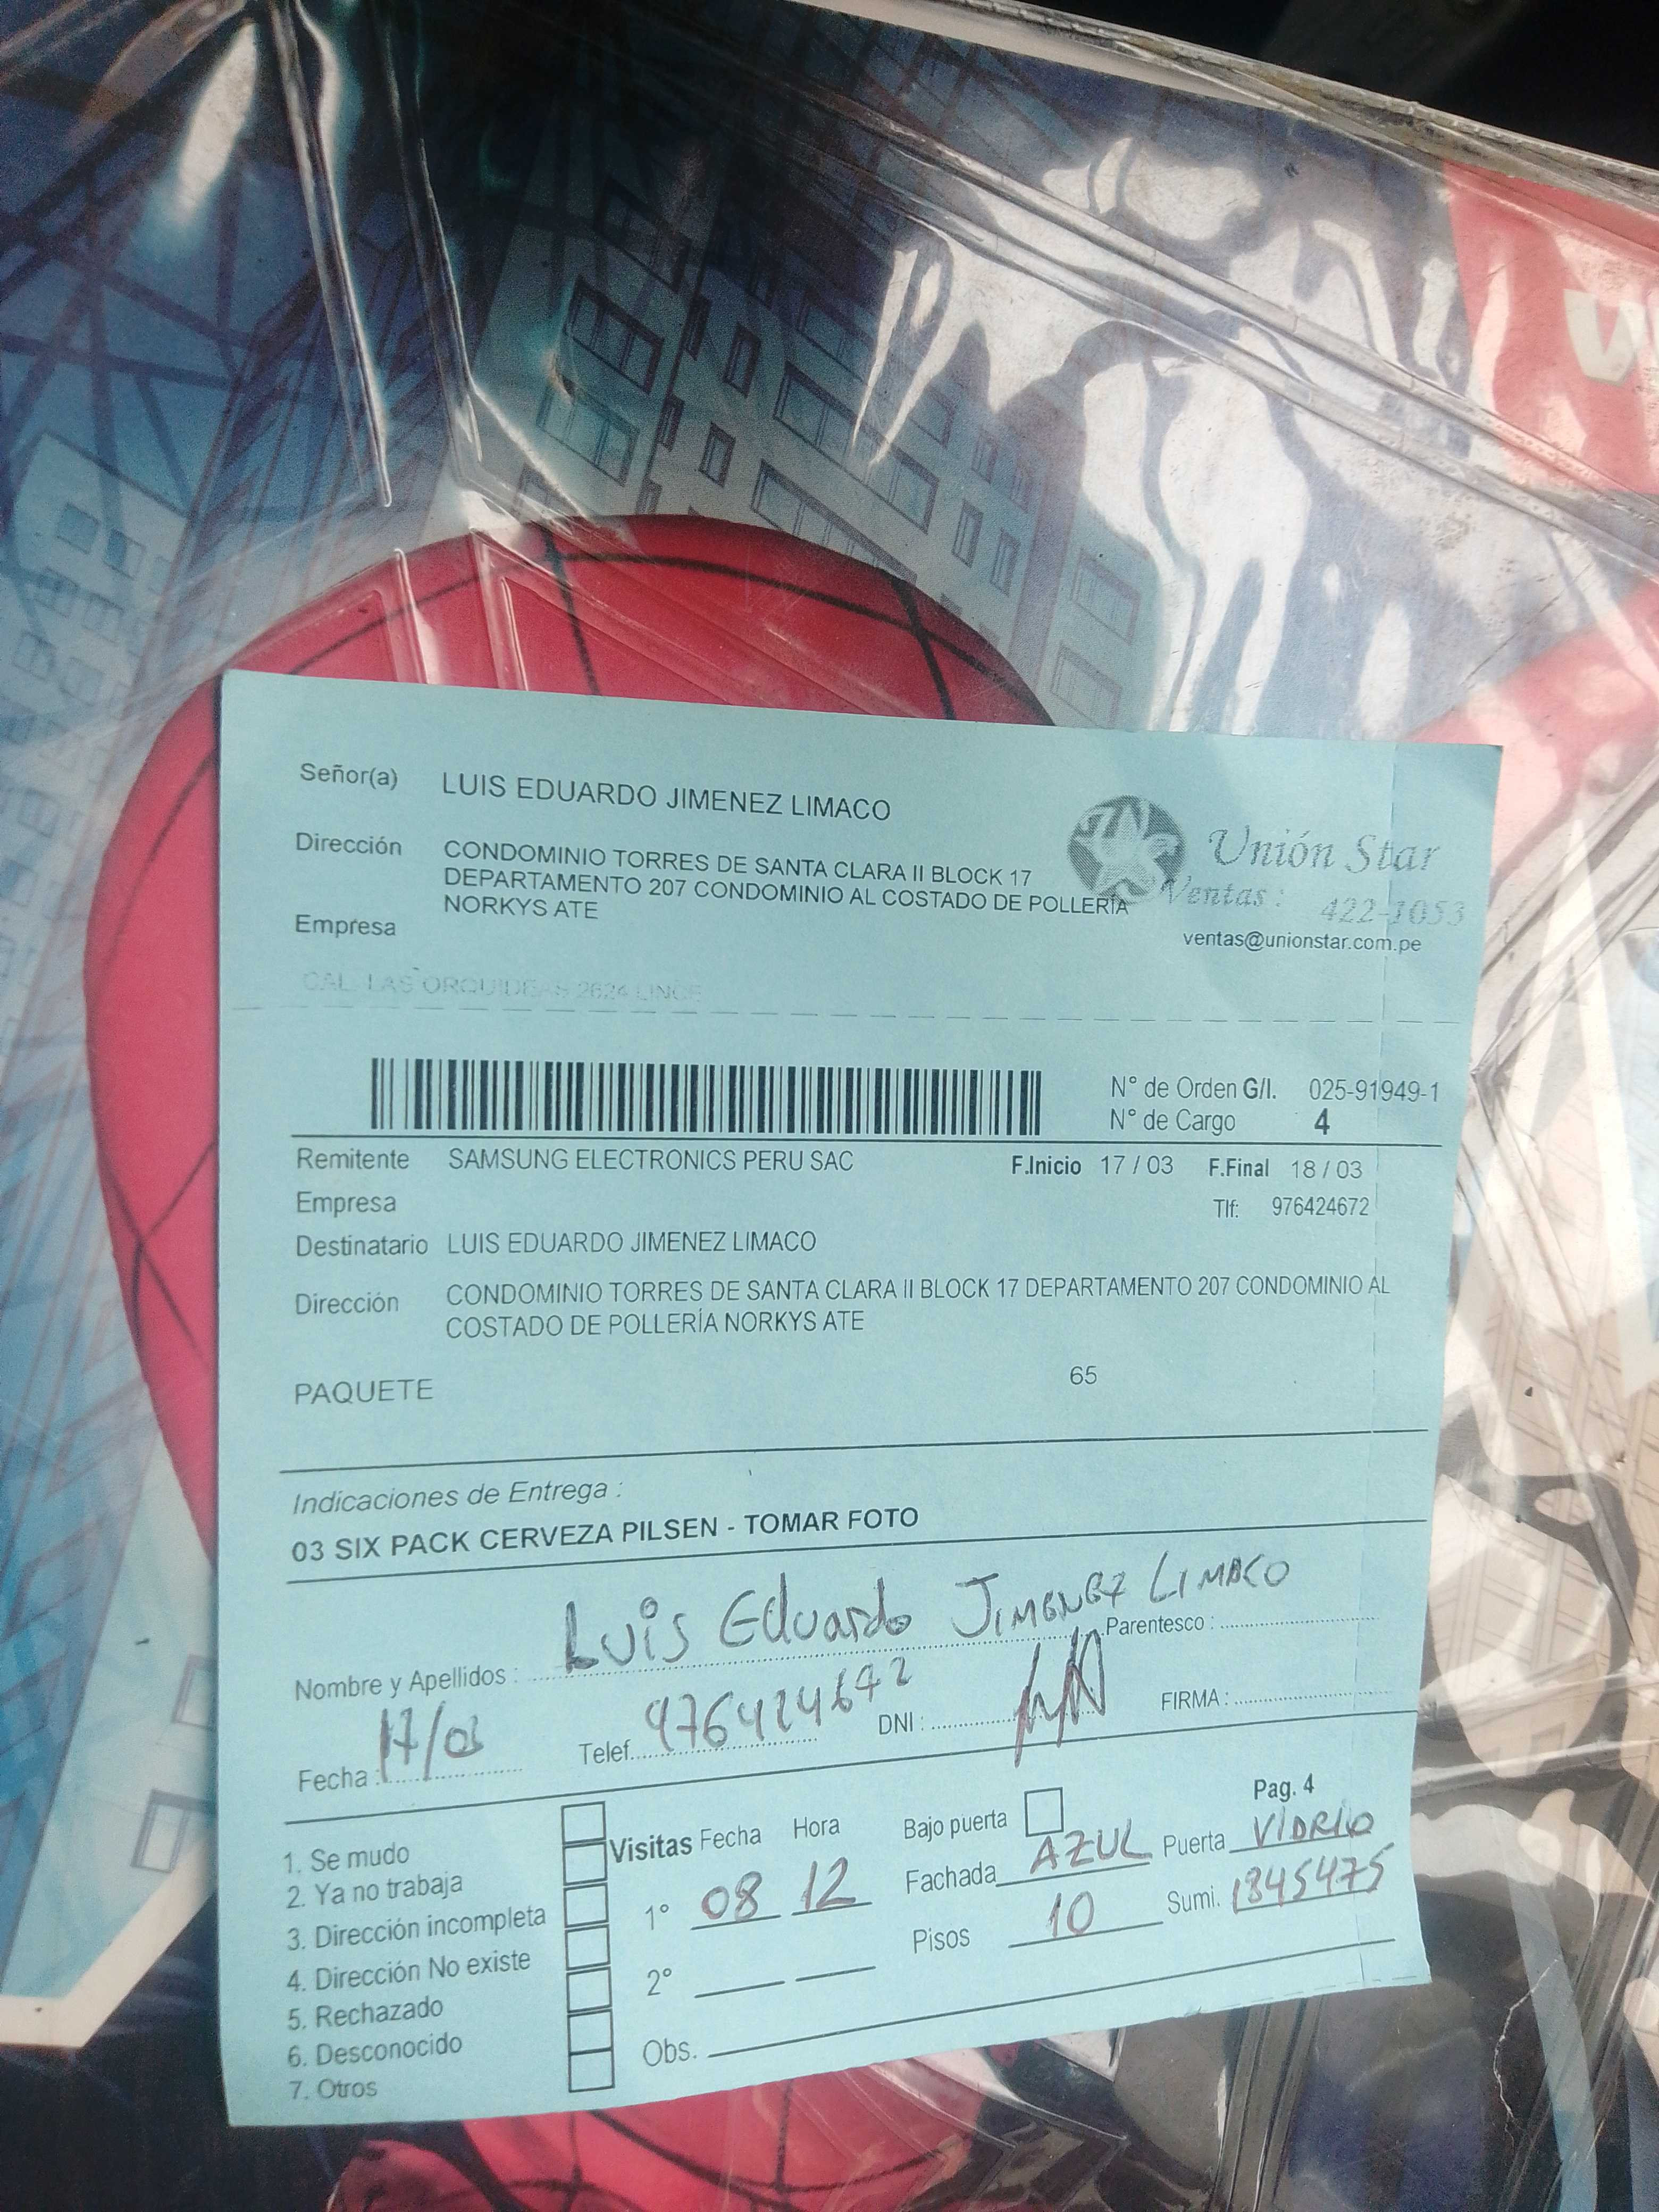 Señor(a) LUIS EDUARDO JIMENEZ LIMACO
Dirección CONDOMINIO TORRES DE SANTA CLARA II BLOCK 17
DEPARTAMENTO 207 CONDOMINIO AL COSTADO DE POLLERÍA
NORKYS ATE
Empresa
Unión Star
Ventas : 422-1053
ventas@unionstar.com.pe
CAL. LAS ORQUIDEAS 2624 LINCE
N° de Orden G/I. 025-91949-1
N° de Cargo 4
Remitente SAMSUNG ELECTRONICS PERU SAC F.Inicio 17 / 03 F.Final 18 / 03
Empresa Tlf: 976424672
Destinatario LUIS EDUARDO JIMENEZ LIMACO
Dirección CONDOMINIO TORRES DE SANTA CLARA II BLOCK 17 DEPARTAMENTO 207 CONDOMINIO AL
COSTADO DE POLLERÍA NORKYS ATE
PAQUETE 65
Indicaciones de Entrega :
03 SIX PACK CERVEZA PILSEN - TOMAR FOTO
Nombre y Apellidos : Luis Eduardo JIMENEZ LIMACO Parentesco :
Fecha : 17/03 Telef. 976424672 DNI : FIRMA :
Pag. 4
1. Se mudo
2. Ya no trabaja
3. Dirección incompleta
4. Dirección No existe
5. Rechazado
6. Desconocido
7. Otros
Visitas Fecha Hora
1° 08 12
2°
Obs.
Bajo puerta
Fachada AZUL Puerta VIDRIO
Pisos 10 Sumi. 1345475